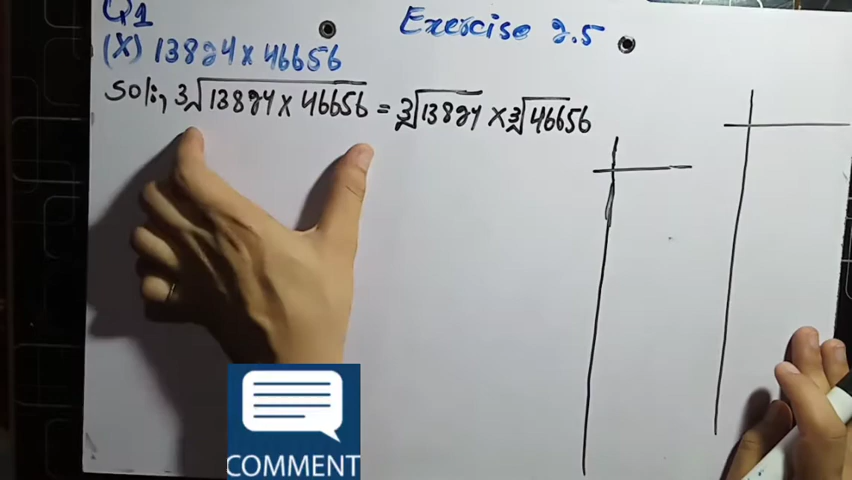 Q1
Exercise 2.5
(X) 13824 x 46656
Sol:, ∛13824 x 46656 = ∛13824 x ∛46656
COMMENT